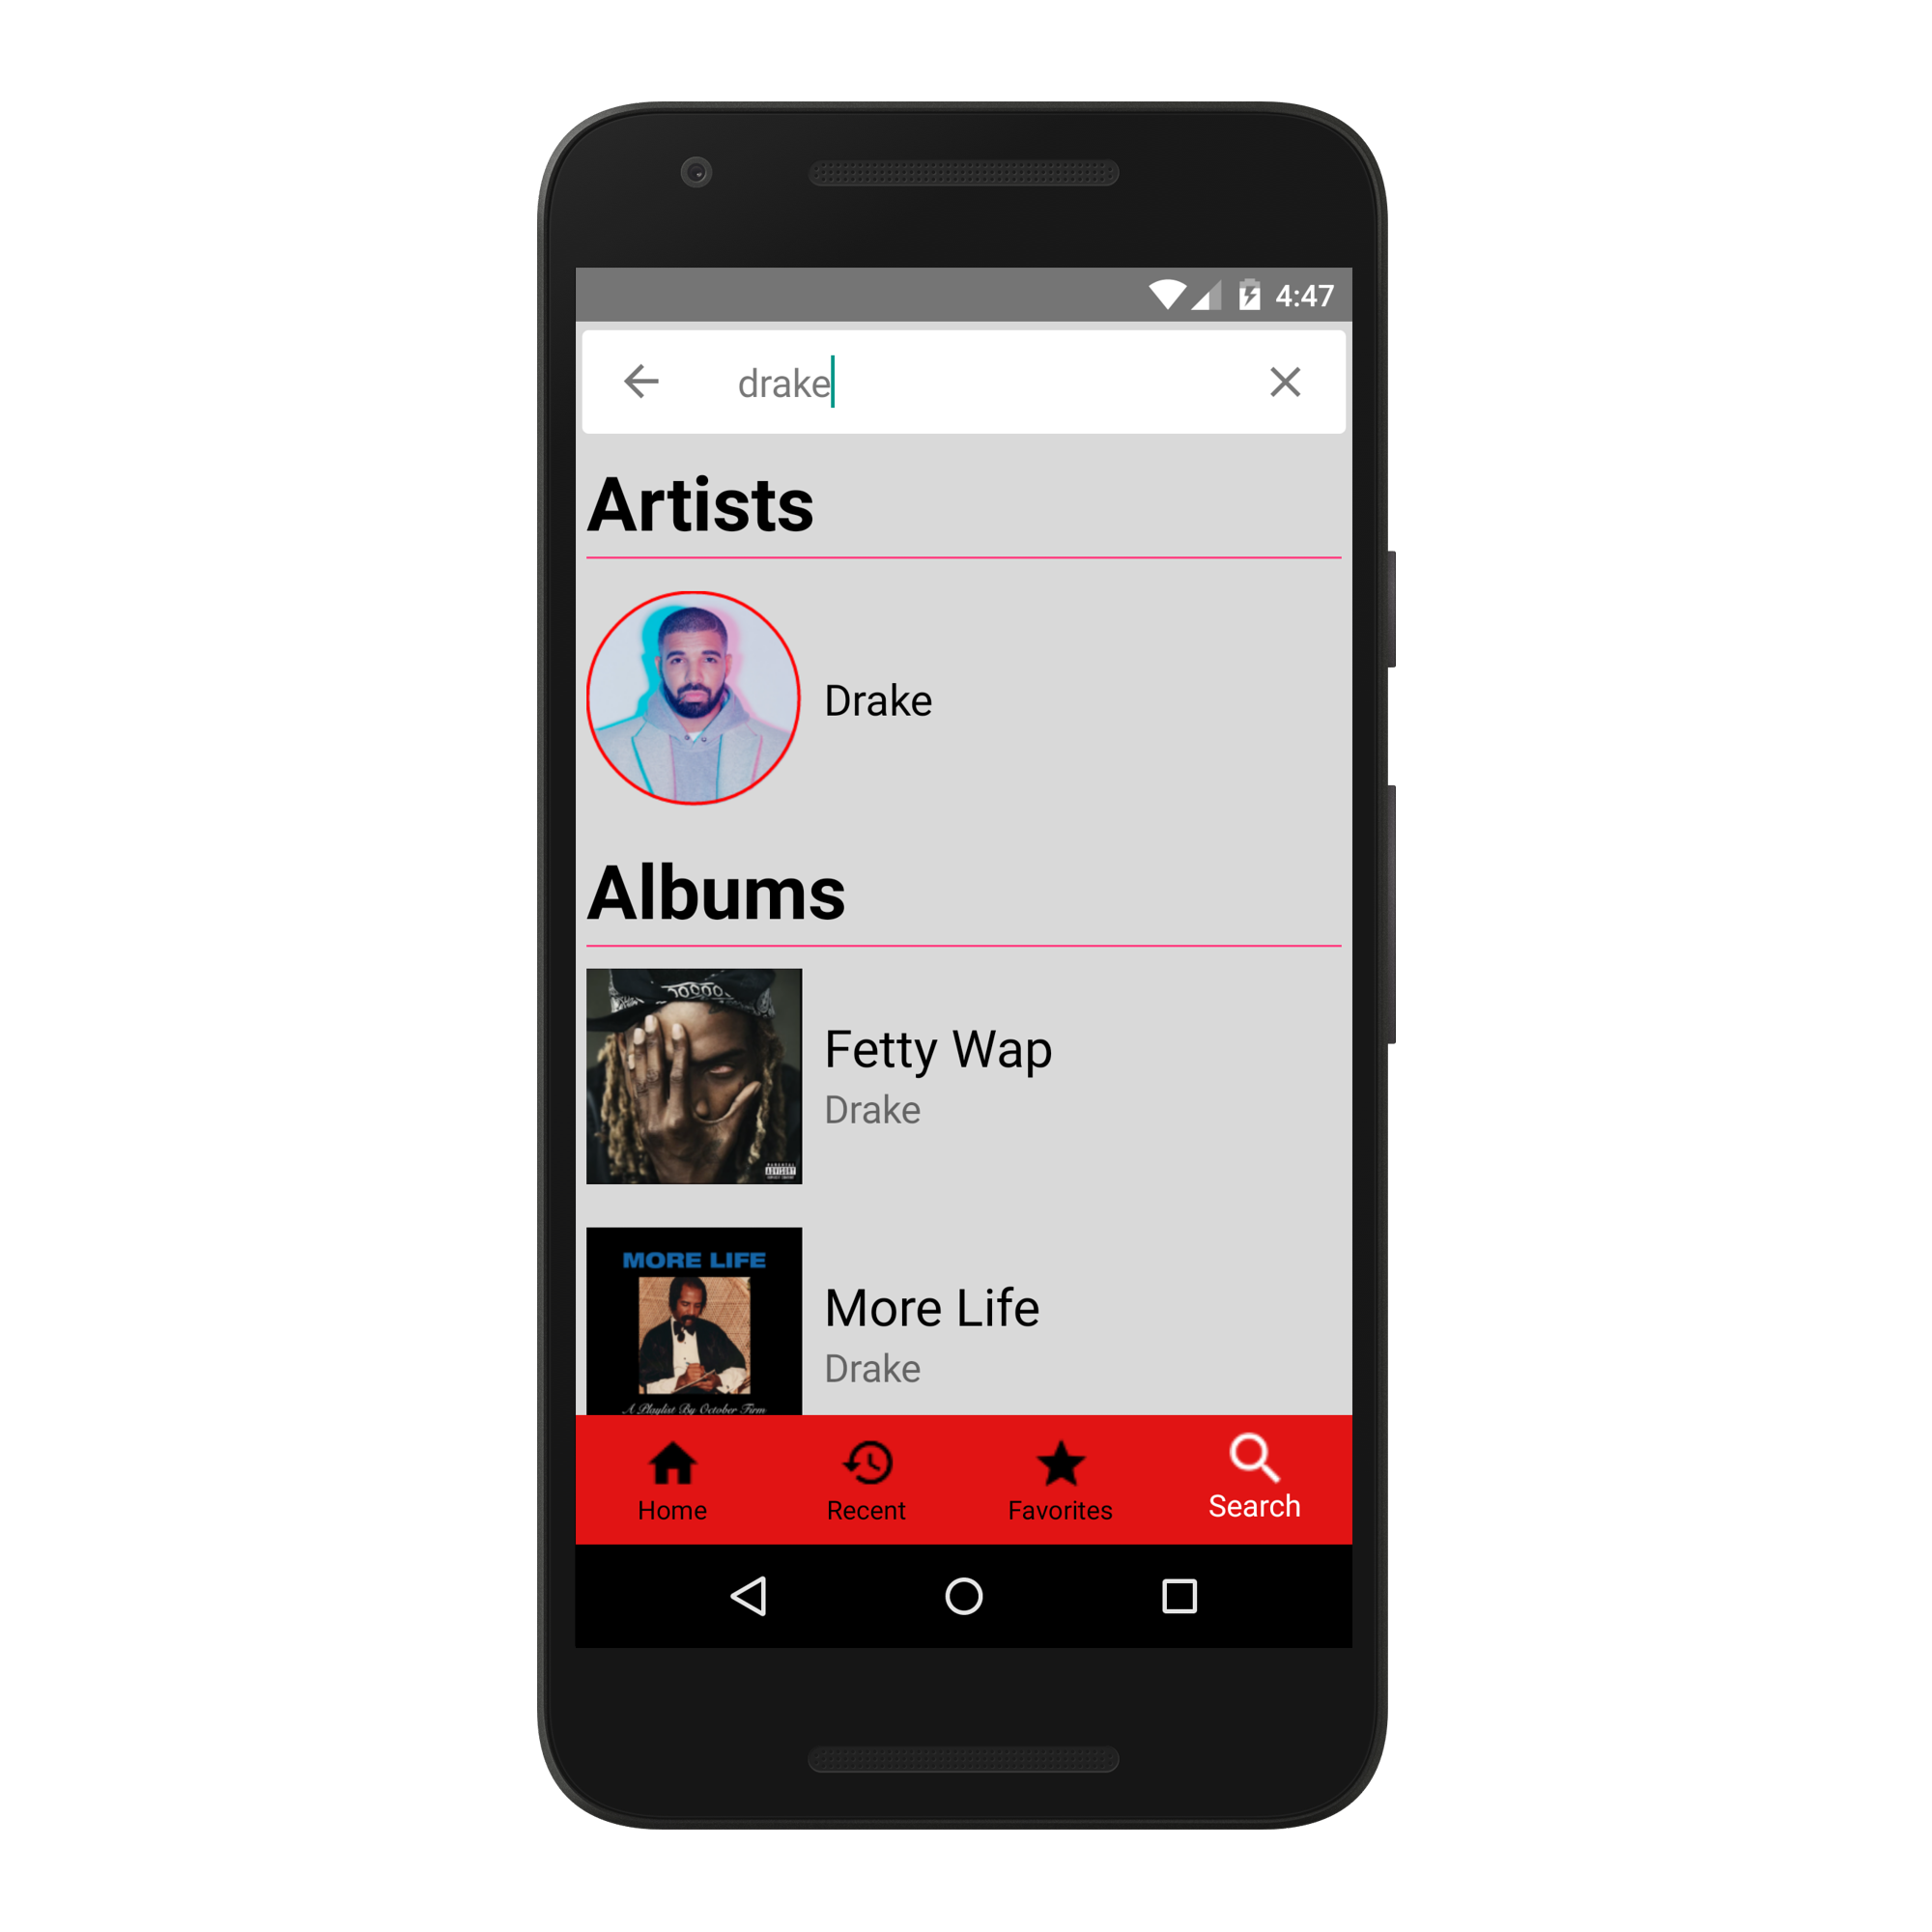 4:47
drake
Artists
Drake
Albums
Fetty Wap
Drake
MORE LIFE
A Playlist By October Firm
More Life
Drake
Home
Recent
Favorites
Search